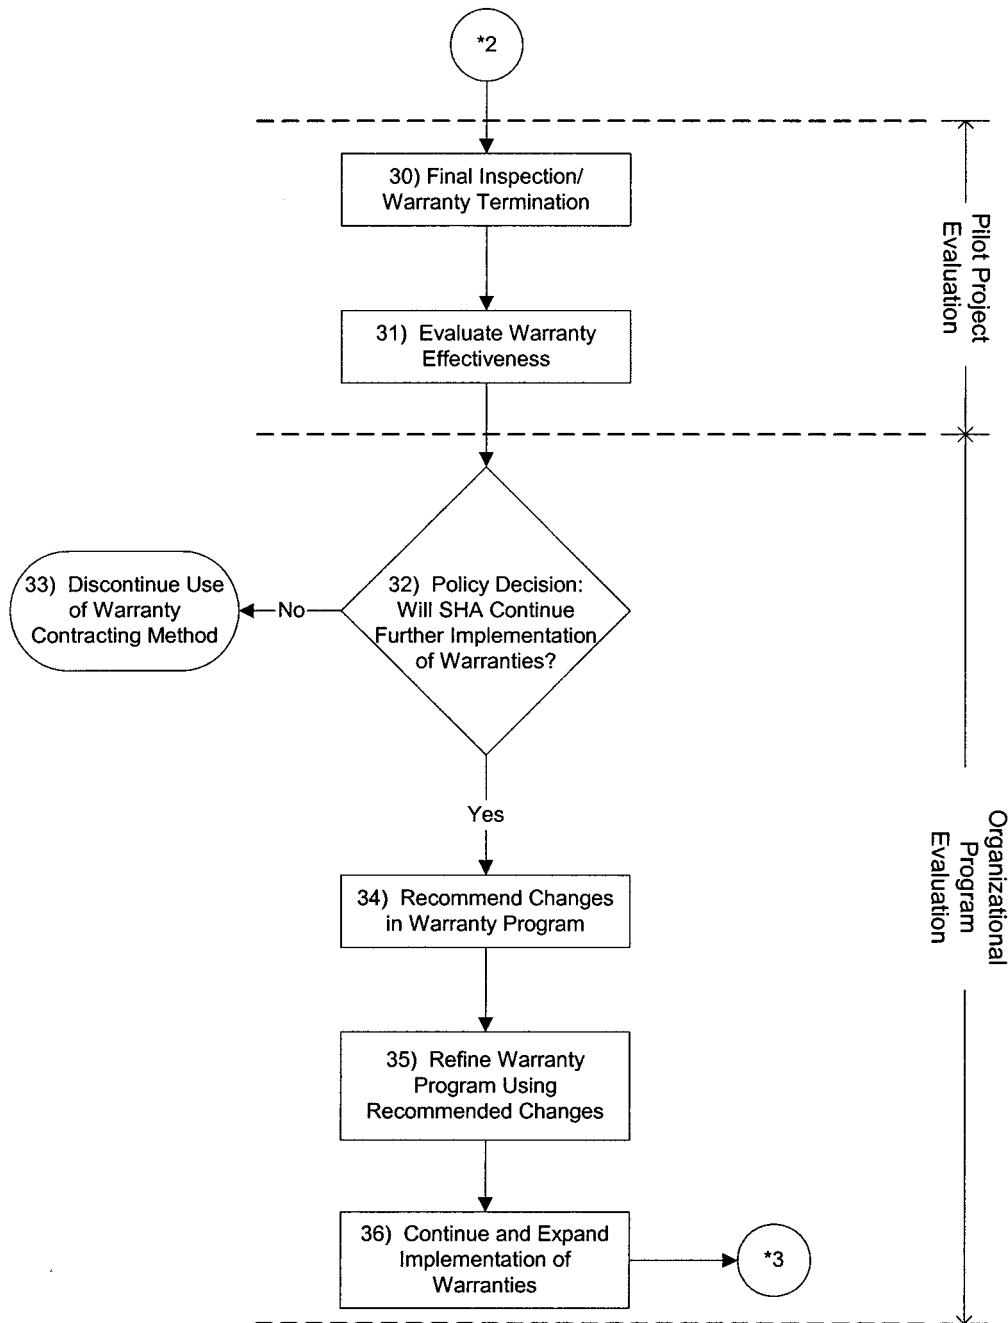 *2
30) Final Inspection/
Warranty Termination
31) Evaluate Warranty
Effectiveness
Pilot Project
Evaluation
32) Policy Decision:
Will SHA Continue
Further Implementation
of Warranties?
No
33) Discontinue Use
of Warranty
Contracting Method
Yes
34) Recommend Changes
in Warranty Program
35) Refine Warranty
Program Using
Recommended Changes
36) Continue and Expand
Implementation of
Warranties
*3
Organizational
Program
Evaluation